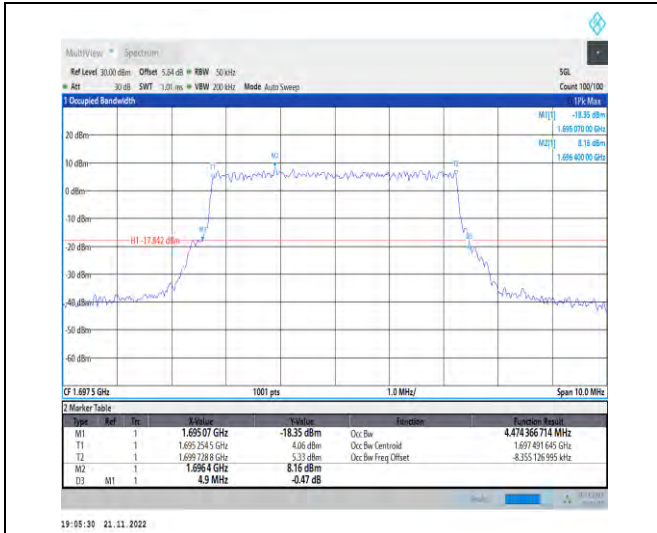 MultiView Spectrum
Ref Level 30.00 dBm Offset 5.64 dB RBW 50 kHz SGL
Att 30 dB SWT 1.01 ms VBW 200 kHz Mode Auto Sweep Count 100/100
1 Occupied Bandwidth 1Pk Max
M1[1] -18.35 dBm
1.695 070 00 GHz
M2[1] 8.16 dBm
1.696 400 00 GHz
20 dBm
M2
10 dBm
T1 T2
0 dBm
-10 dBm
M1
H1 -17.842 dBm
D3
-20 dBm
-30 dBm
-40 dBm
-50 dBm
-60 dBm
CF 1.697 5 GHz 1001 pts 1.0 MHz/ Span 10.0 MHz
2 Marker Table
Type Ref Trc X-Value Y-Value Function Function Result
M1 1 1.695 07 GHz -18.35 dBm Occ Bw 4.474 366 714 MHz
T1 1 1.695 254 5 GHz 4.06 dBm Occ Bw Centroid 1.697 491 645 GHz
T2 1 1.699 728 8 GHz 5.33 dBm Occ Bw Freq Offset -8.355 126 995 kHz
M2 1 1.696 4 GHz 8.16 dBm
D3 M1 1 4.9 MHz -0.47 dB
19:05:30 21.11.2022